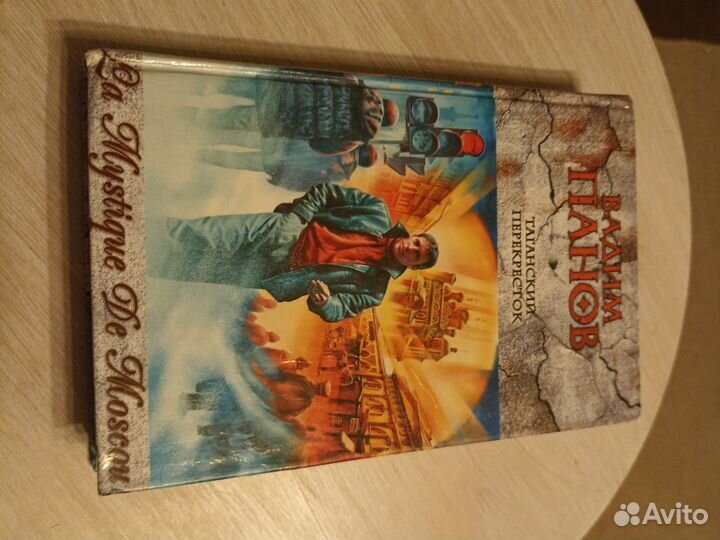 ВАДИМ
ПАНОВ
ТАГАНСКИЙ
ПЕРЕКРЕСТОК
La Mystique De Moscou
Avito